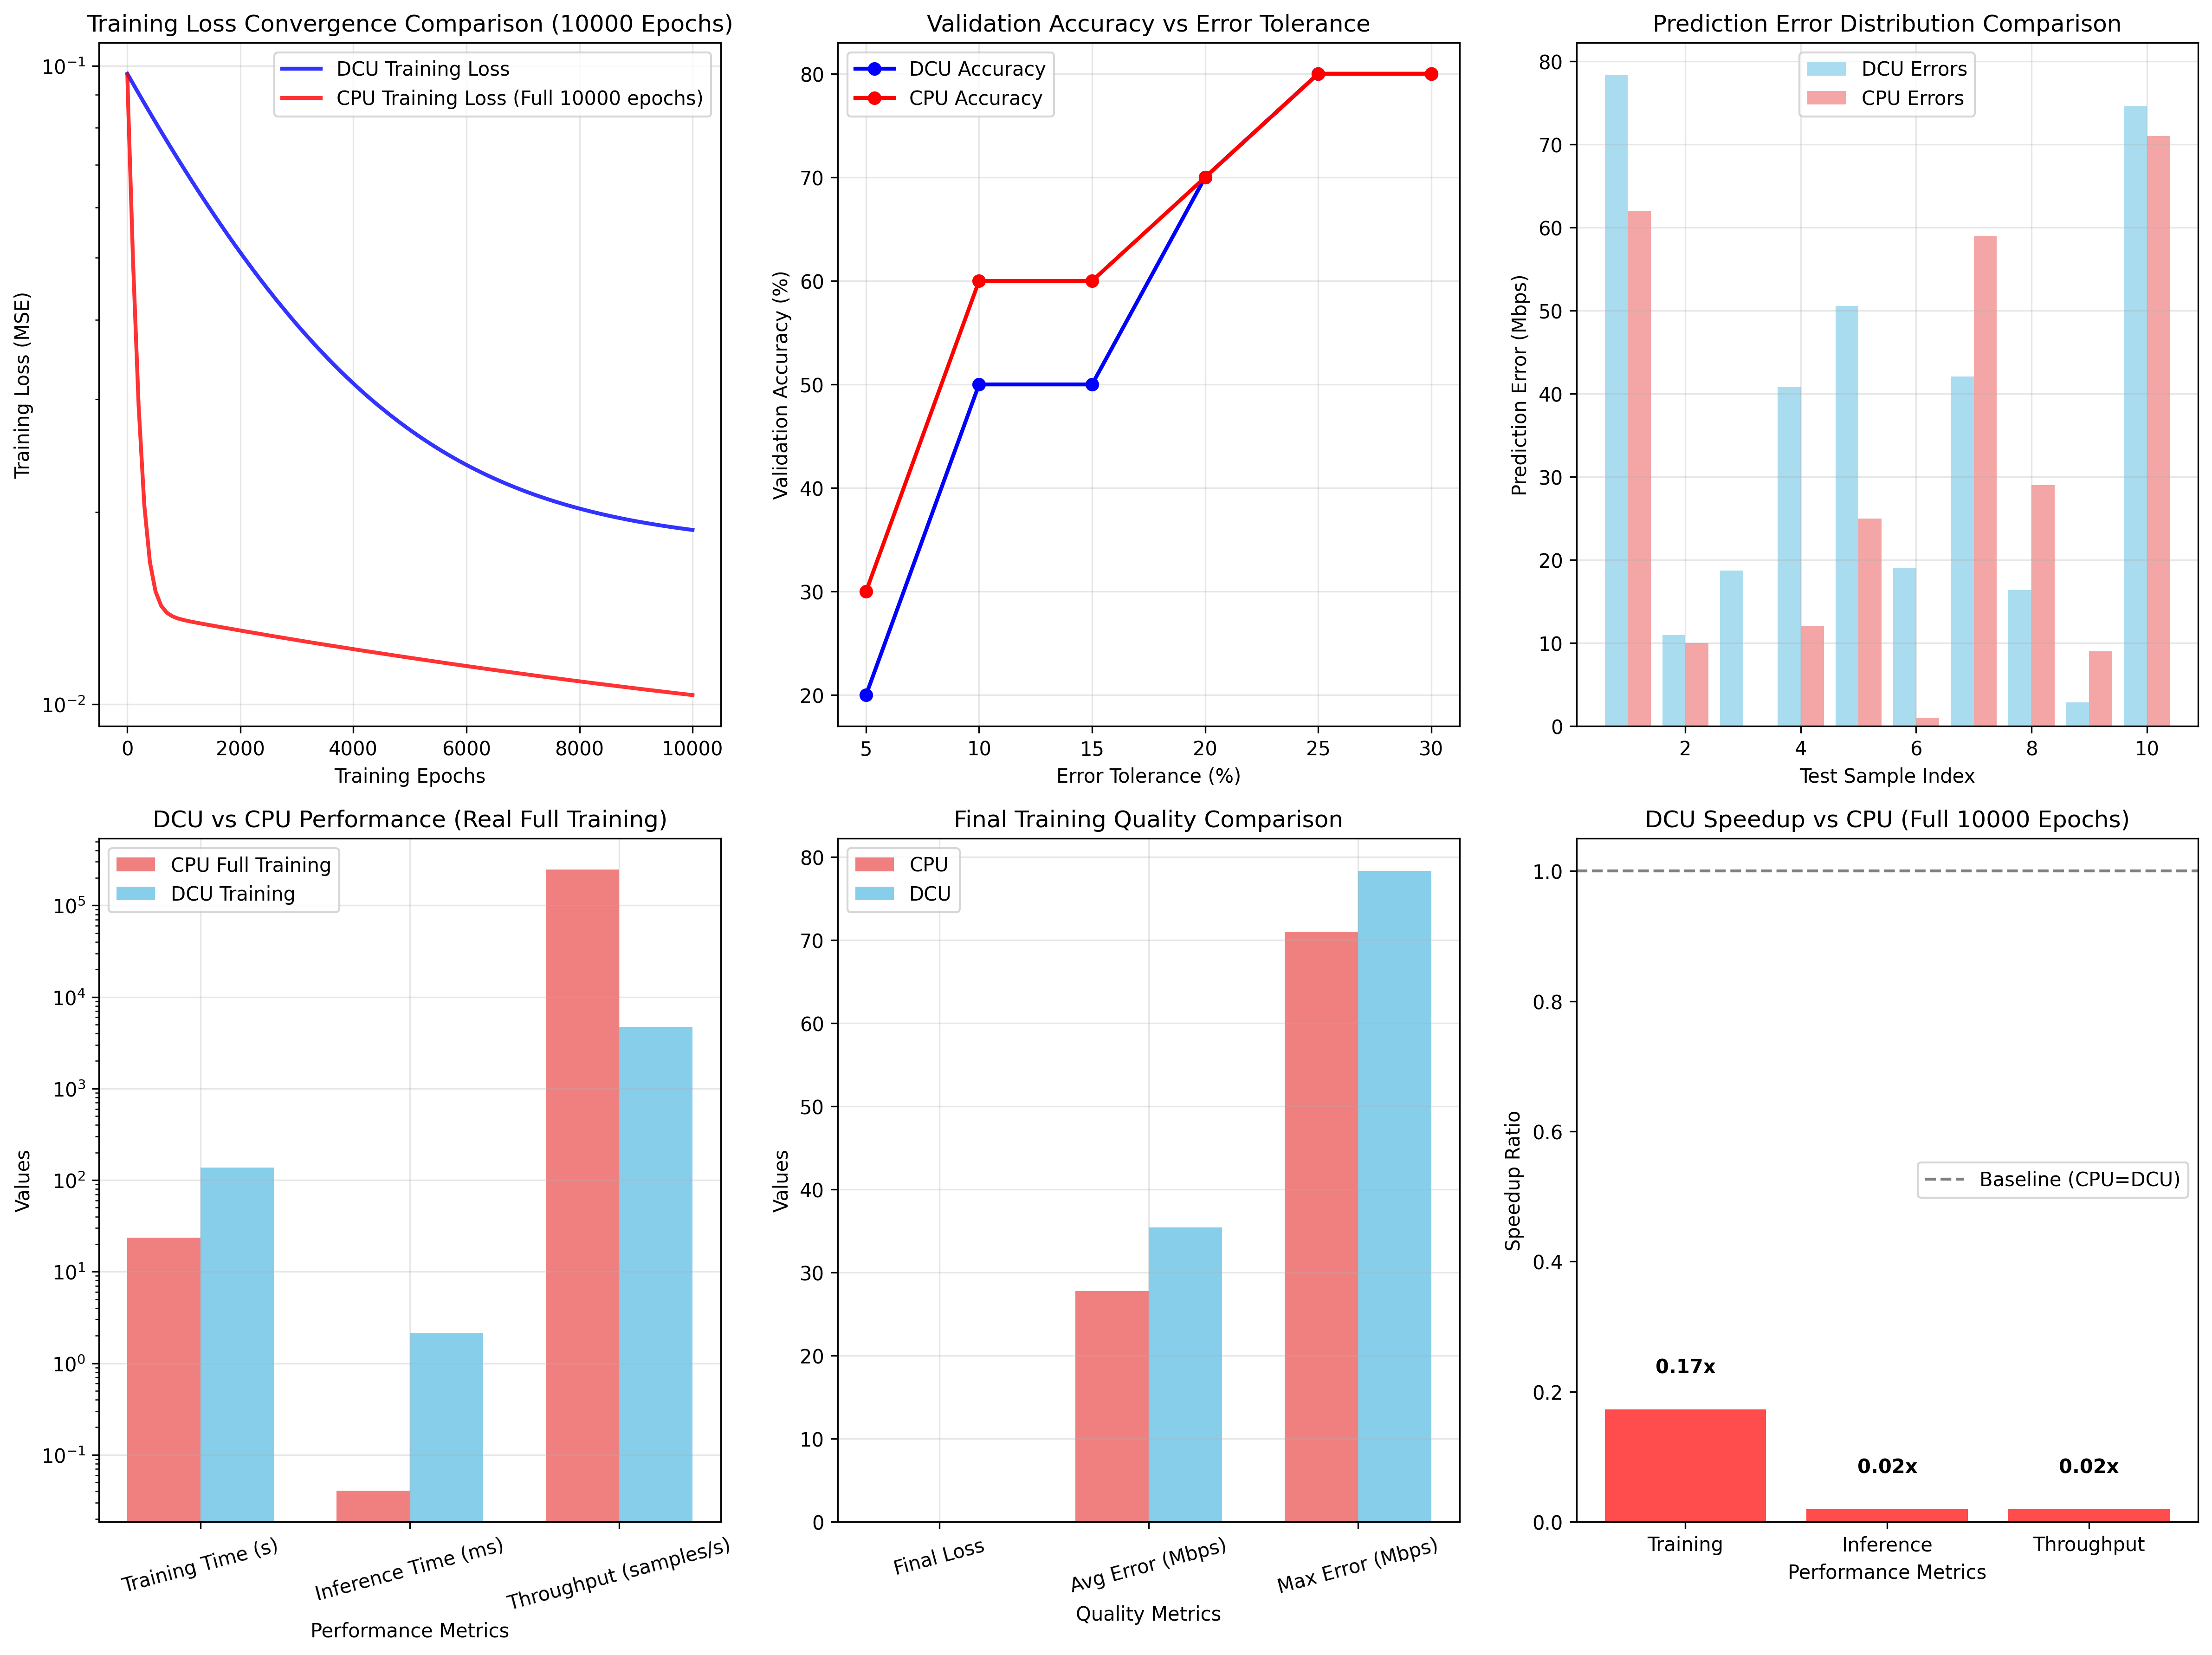 Training Loss Convergence Comparison (10000 Epochs)
DCU Training Loss
CPU Training Loss (Full 10000 epochs)
Training Loss (MSE)
10⁻¹
10⁻²
0 2000 4000 6000 8000 10000
Training Epochs
Validation Accuracy vs Error Tolerance
DCU Accuracy
CPU Accuracy
Validation Accuracy (%)
80
70
60
50
40
30
20
5 10 15 20 25 30
Error Tolerance (%)
Prediction Error Distribution Comparison
DCU Errors
CPU Errors
Prediction Error (Mbps)
80
70
60
50
40
30
20
10
0
2 4 6 8 10
Test Sample Index
DCU vs CPU Performance (Real Full Training)
CPU Full Training
DCU Training
Values
10⁵
10⁴
10³
10²
10¹
10⁰
10⁻¹
Training Time (s) Inference Time (ms) Throughput (samples/s)
Performance Metrics
Final Training Quality Comparison
CPU
DCU
Values
80
70
60
50
40
30
20
10
0
Final Loss Avg Error (Mbps) Max Error (Mbps)
Quality Metrics
DCU Speedup vs CPU (Full 10000 Epochs)
Speedup Ratio
1.0
0.8
0.6
0.4
0.2
0.0
Baseline (CPU=DCU)
0.17x
0.02x 0.02x
Training Inference Throughput
Performance Metrics